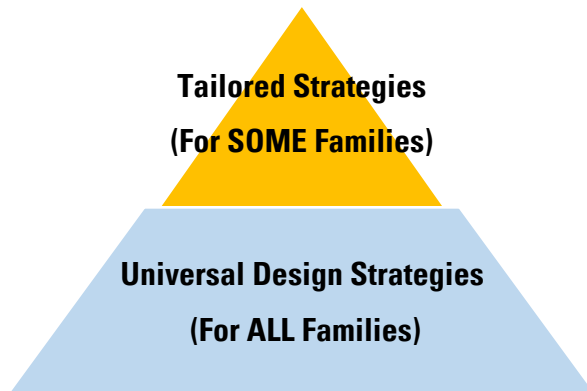 Tailored Strategies
(For SOME Families)
Universal Design Strategies
(For ALL Families)